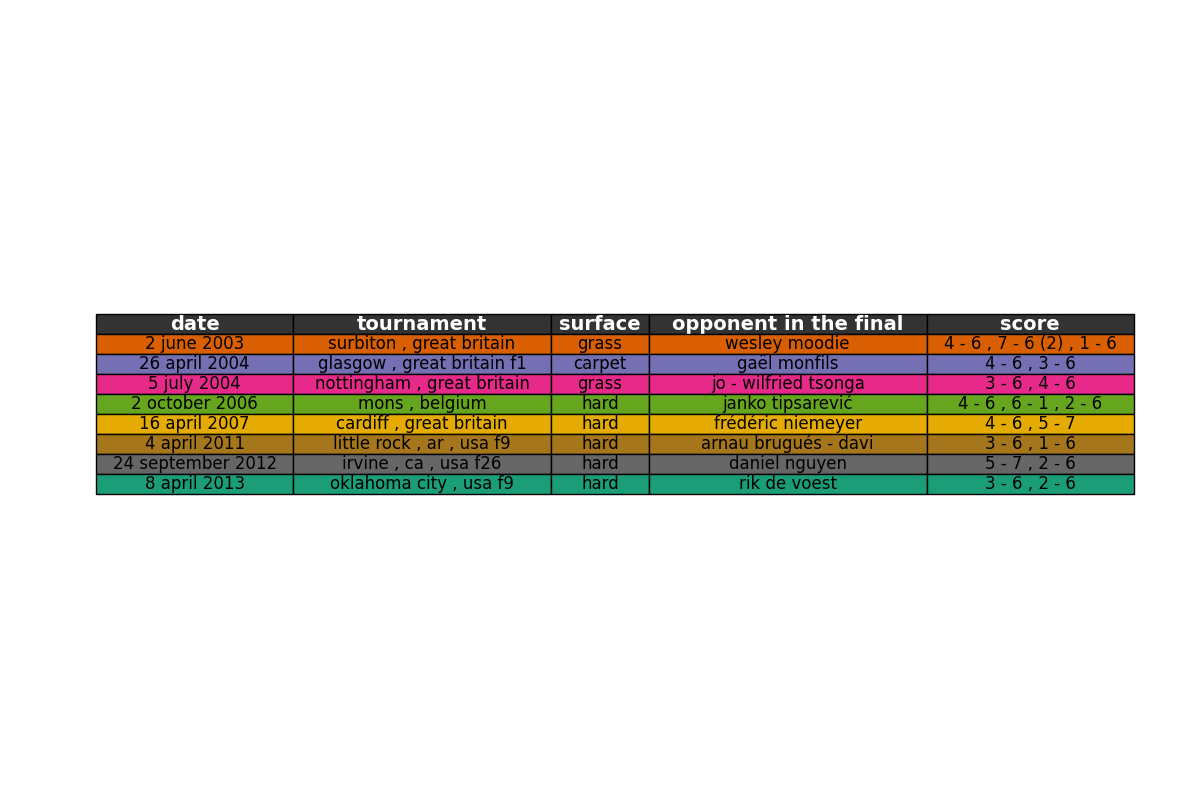 date tournament surface opponent in the final score
2 june 2003 surbiton , great britain grass wesley moodie 4 - 6 , 7 - 6 (2) , 1 - 6
26 april 2004 glasgow , great britain f1 carpet gaël monfils 4 - 6 , 3 - 6
5 july 2004 nottingham , great britain grass jo - wilfried tsonga 3 - 6 , 4 - 6
2 october 2006 mons , belgium hard janko tipsarević 4 - 6 , 6 - 1 , 2 - 6
16 april 2007 cardiff , great britain hard frédéric niemeyer 4 - 6 , 5 - 7
4 april 2011 little rock , ar , usa f9 hard arnau brugués - davi 3 - 6 , 1 - 6
24 september 2012 irvine , ca , usa f26 hard daniel nguyen 5 - 7 , 2 - 6
8 april 2013 oklahoma city , usa f9 hard rik de voest 3 - 6 , 2 - 6